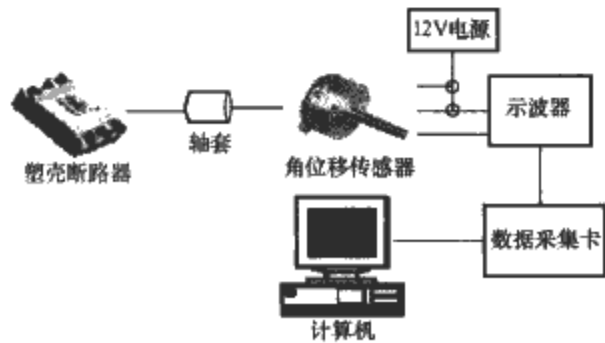 12V电源
示波器
轴套
塑壳断路器
角位移传感器
数据采集卡
计算机